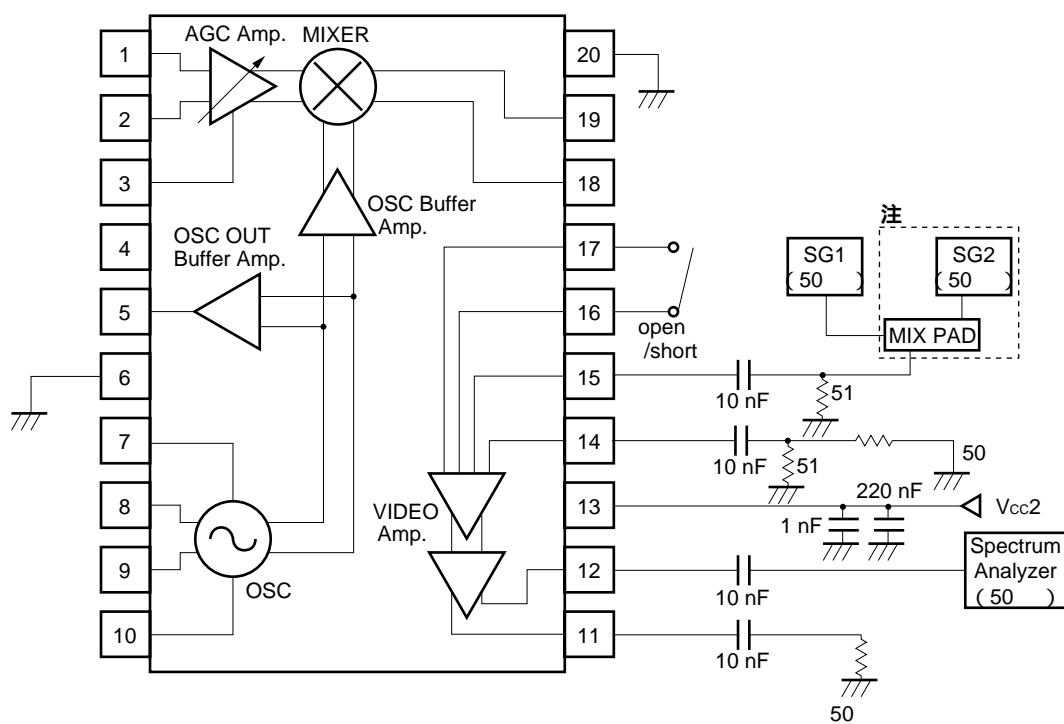 AGC Amp.
MIXER
1
2
3
4
5
6
7
8
9
10
20
19
18
17
16
15
14
13
12
11
OSC Buffer
Amp.
OSC OUT
Buffer Amp.
OSC
VIDEO
Amp.
open
/short
注
SG1
( 50 )
SG2
( 50 )
MIX PAD
10 nF
51
10 nF
51
50
220 nF
1 nF
VCC2
Spectrum
Analyzer
( 50 )
10 nF
10 nF
50